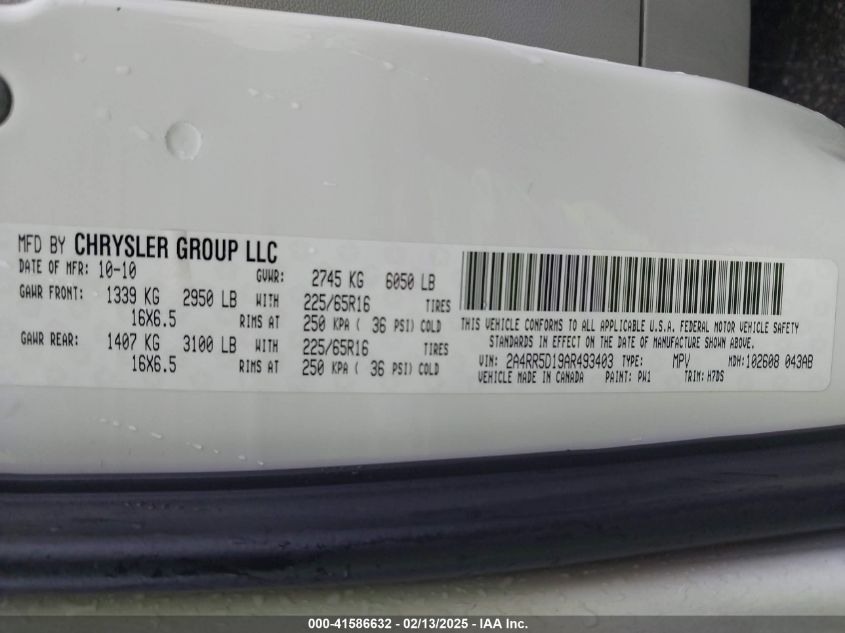 MFD BY CHRYSLER GROUP LLC
DATE OF MFR: 10-10 GVWR: 2745 KG 6050 LB
GAWR FRONT: 1339 KG 2950 LB WITH 225/65R16 TIRES
16X6.5 RIMS AT 250 KPA ( 36 PSI) COLD
GAWR REAR: 1407 KG 3100 LB WITH 225/65R16 TIRES
16X6.5 RIMS AT 250 KPA ( 36 PSI) COLD
THIS VEHICLE CONFORMS TO ALL APPLICABLE U.S.A. FEDERAL MOTOR VEHICLE SAFETY
STANDARDS IN EFFECT ON THE DATE OF MANUFACTURE SHOWN ABOVE.
VIN: 2A4RR5D19AR493403 TYPE: MPV MDH: 102608 043AB
VEHICLE MADE IN CANADA PAINT: PW1 TRIM: H7DS
000-41586632 - 02/13/2025 - IAA Inc.